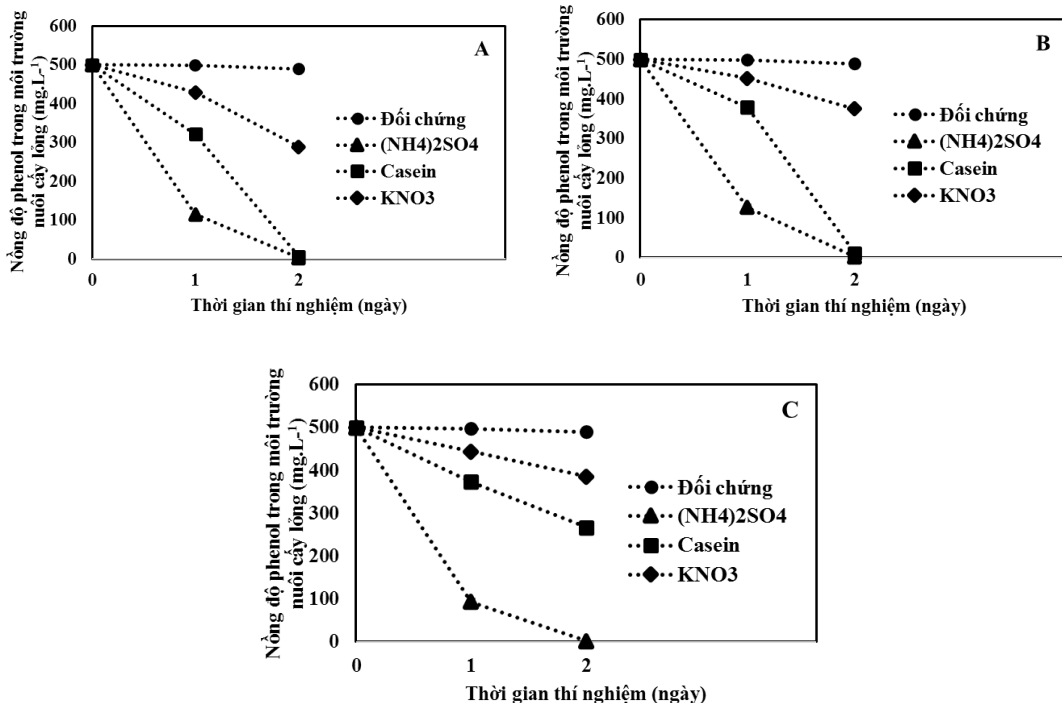 A
Nồng độ phenol trong môi trường
nuôi cấy lỏng (mg.L-¹)
600
500
400
300
200
100
0
0 1 2
Thời gian thí nghiệm (ngày)
Đối chứng
(NH4)2SO4
Casein
KNO3
B
Nồng độ phenol trong môi trường
nuôi cấy lỏng (mg.L-¹)
600
500
400
300
200
100
0
0 1 2
Thời gian thí nghiệm (ngày)
Đối chứng
(NH4)2SO4
Casein
KNO3
C
Nồng độ phenol trong môi trường
nuôi cấy lỏng (mg.L-¹)
600
500
400
300
200
100
0
0 1 2
Thời gian thí nghiệm (ngày)
Đối chứng
(NH4)2SO4
Casein
KNO3